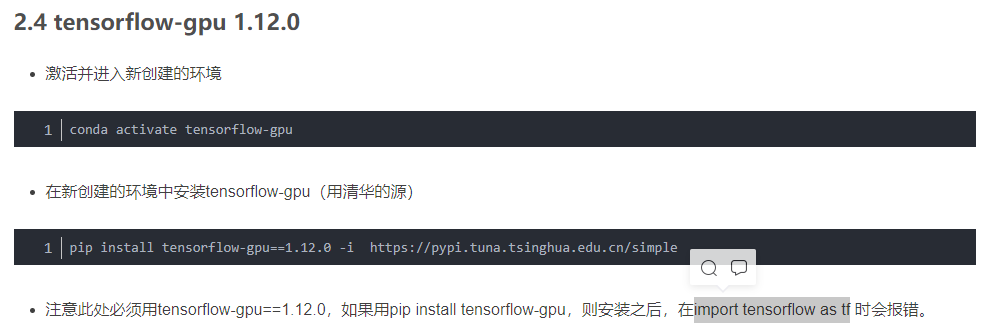 2.4 tensorflow-gpu 1.12.0
激活并进入新创建的环境
1 conda activate tensorflow-gpu
在新创建的环境中安装tensorflow-gpu（用清华的源）
1 pip install tensorflow-gpu==1.12.0 -i  https://pypi.tuna.tsinghua.edu.cn/simple
注意此处必须用tensorflow-gpu==1.12.0，如果用pip install tensorflow-gpu，则安装之后，在import tensorflow as tf 时会报错。